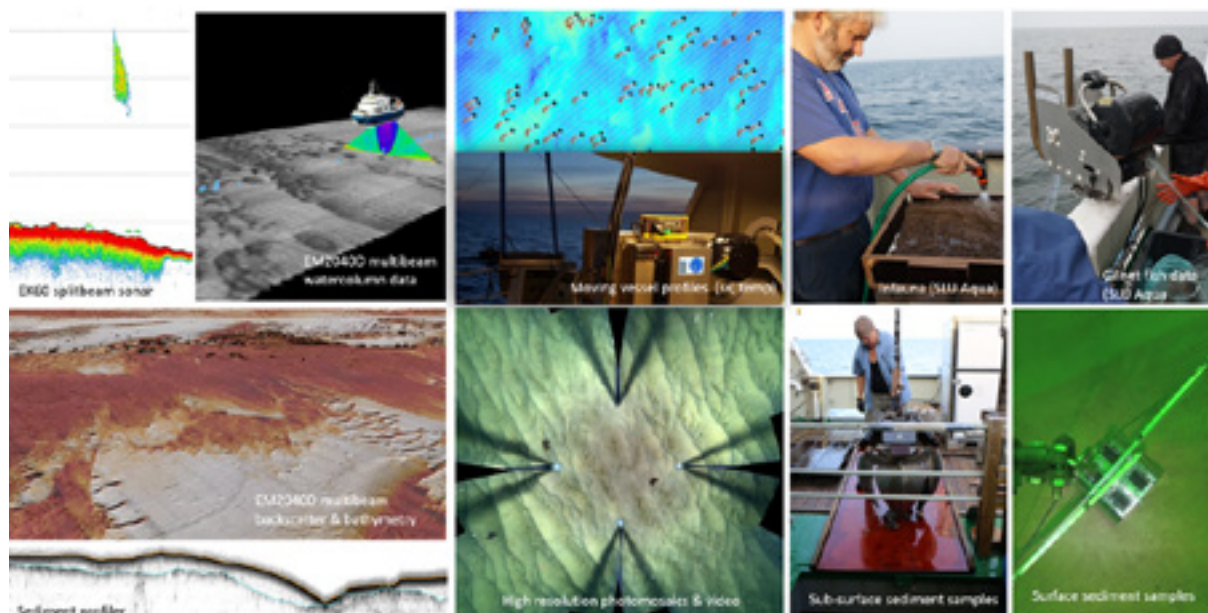 EK60 splitbeam sonar
EM2040D multibeam
watercolumn data
Moving vessel profiles (sal, temp)
Infauna (SLU Aqua)
Gillnet fish data
(SLU Aqua
EM2040D multibeam
backscatter & bathymetry
Sediment profiler
High resolution photomosaics & video
Sub-surface sediment samples
Surface sediment samples